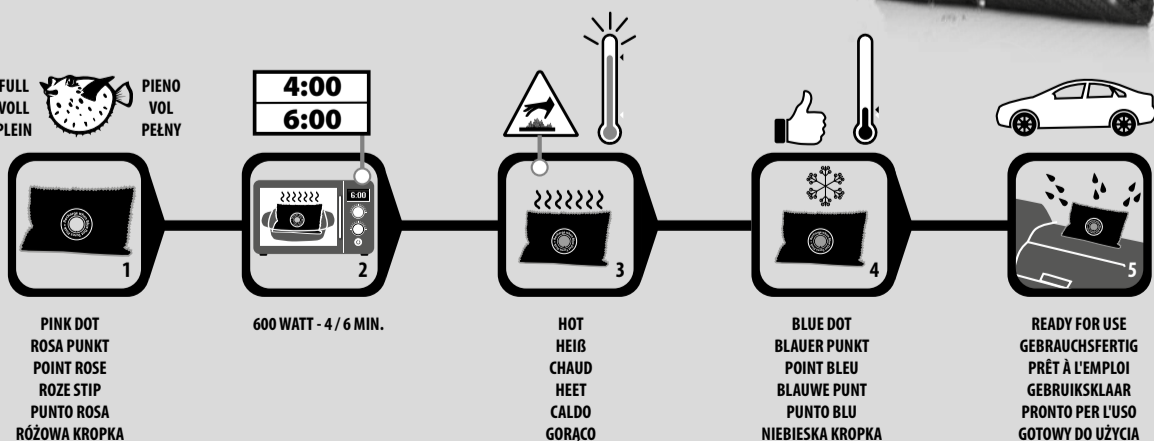 FULL
VOLL
PLEIN
PIENO
VOL
PEŁNY
4:00
6:00
6:00
1
2
3
4
5
PINK DOT
ROSA PUNKT
POINT ROSE
ROZE STIP
PUNTO ROSA
RÓŻOWA KROPKA
600 WATT - 4 / 6 MIN.
HOT
HEIß
CHAUD
HEET
CALDO
GORĄCO
BLUE DOT
BLAUER PUNKT
POINT BLEU
BLAUWE PUNT
PUNTO BLU
NIEBIESKA KROPKA
READY FOR USE
GEBRAUCHSFERTIG
PRÊT À L'EMPLOI
GEBRUIKSKLAAR
PRONTO PER L'USO
GOTOWY DO UŻYCIA